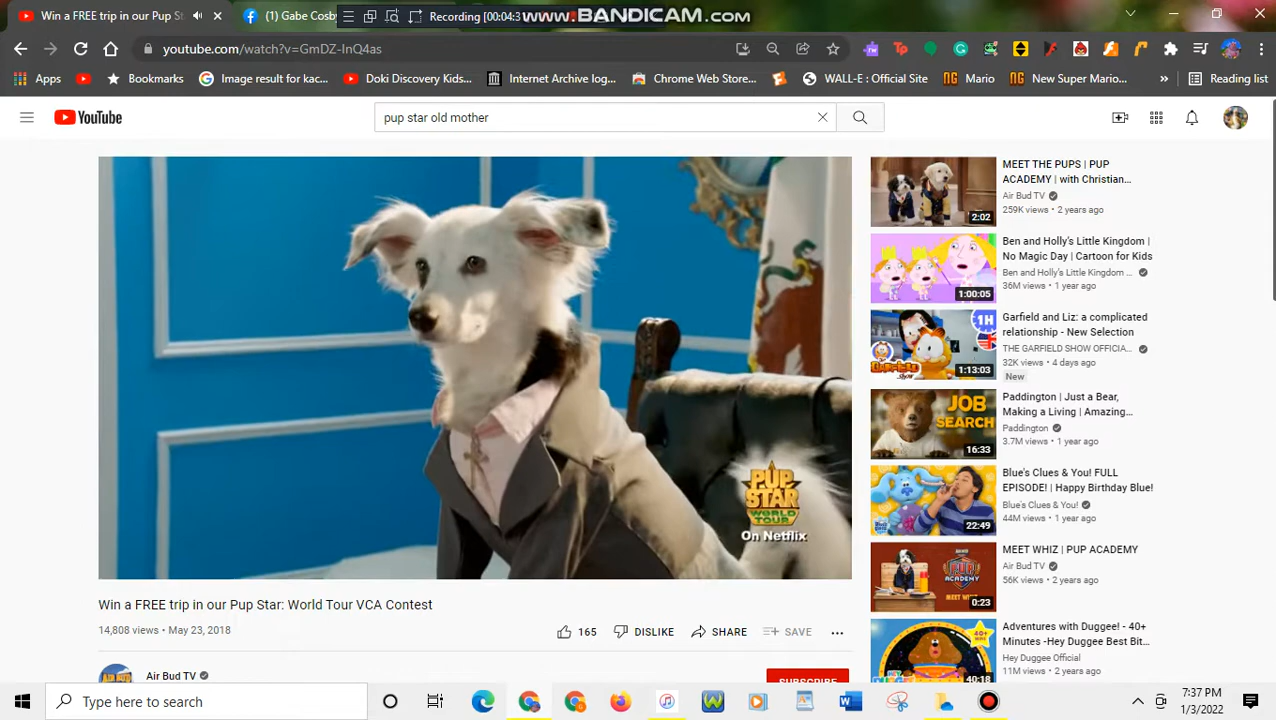 Win a FREE trip in our Pup St
(1) Gabe Cosb
Recording [00:04:3
www.BANDICAM.com
youtube.com/watch?v=GmDZ-InQ4as
Apps
Bookmarks
Image result for kac...
Doki Discovery Kids...
Internet Archive log...
Chrome Web Store...
WALL-E : Official Site
Mario
New Super Mario...
»
Reading list
YouTube
pup star old mother
PUP
STAR
WORLD
TOUR
On Netflix
Win a FREE trip in our Pup Star: World Tour VCA Contest
14,808 views • May 23, 2018
165
DISLIKE
SHARE
SAVE
Air Bud TV
SUBSCRIBE
2:02
MEET THE PUPS | PUP
ACADEMY | with Christian...
Air Bud TV
259K views • 2 years ago
1:00:05
Ben and Holly's Little Kingdom |
No Magic Day | Cartoon for Kids
Ben and Holly's Little Kingdom ...
36M views • 1 year ago
1H
1:13:03
Garfield and Liz: a complicated
relationship - New Selection
THE GARFIELD SHOW OFFICIA...
32K views • 4 days ago
New
JOB
SEARCH
16:33
Paddington | Just a Bear,
Making a Living | Amazing...
Paddington
3.7M views • 1 year ago
22:49
Blue's Clues & You! FULL
EPISODE! | Happy Birthday Blue!
Blue's Clues & You!
44M views • 1 year ago
PUP
ACADEMY
MEET WHIZ
0:23
MEET WHIZ | PUP ACADEMY
Air Bud TV
56K views • 2 years ago
40+
40:18
Adventures with Duggee! - 40+
Minutes -Hey Duggee Best Bit...
Hey Duggee Official
11M views • 2 years ago
Type here to search
7:37 PM
1/3/2022